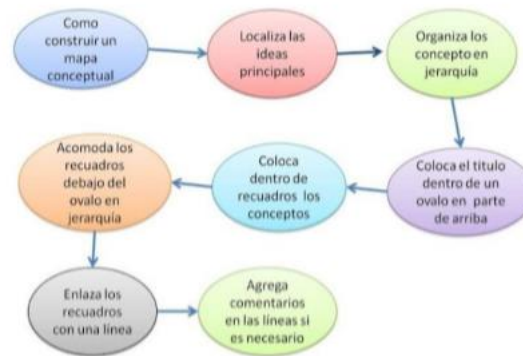 Como
construir un
mapa
conceptual
Localiza las
ideas
principales
Organiza los
concepto en
jerarquía
Coloca el titulo
dentro de un
ovalo en parte
de arriba
Coloca
dentro de
recuadros los
conceptos
Acomoda los
recuadros
debajo del
ovalo en
jerarquía
Enlaza los
recuadros
con una línea
Agrega
comentarios
en las líneas si
es necesario